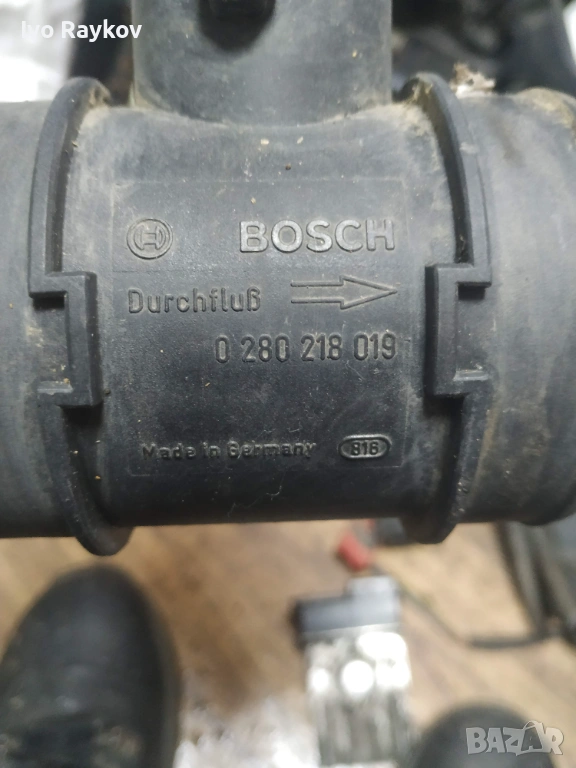 Ivo Raykov
BOSCH
Durchfluß
0 280 218 019
Made in Germany 818
BAZAR